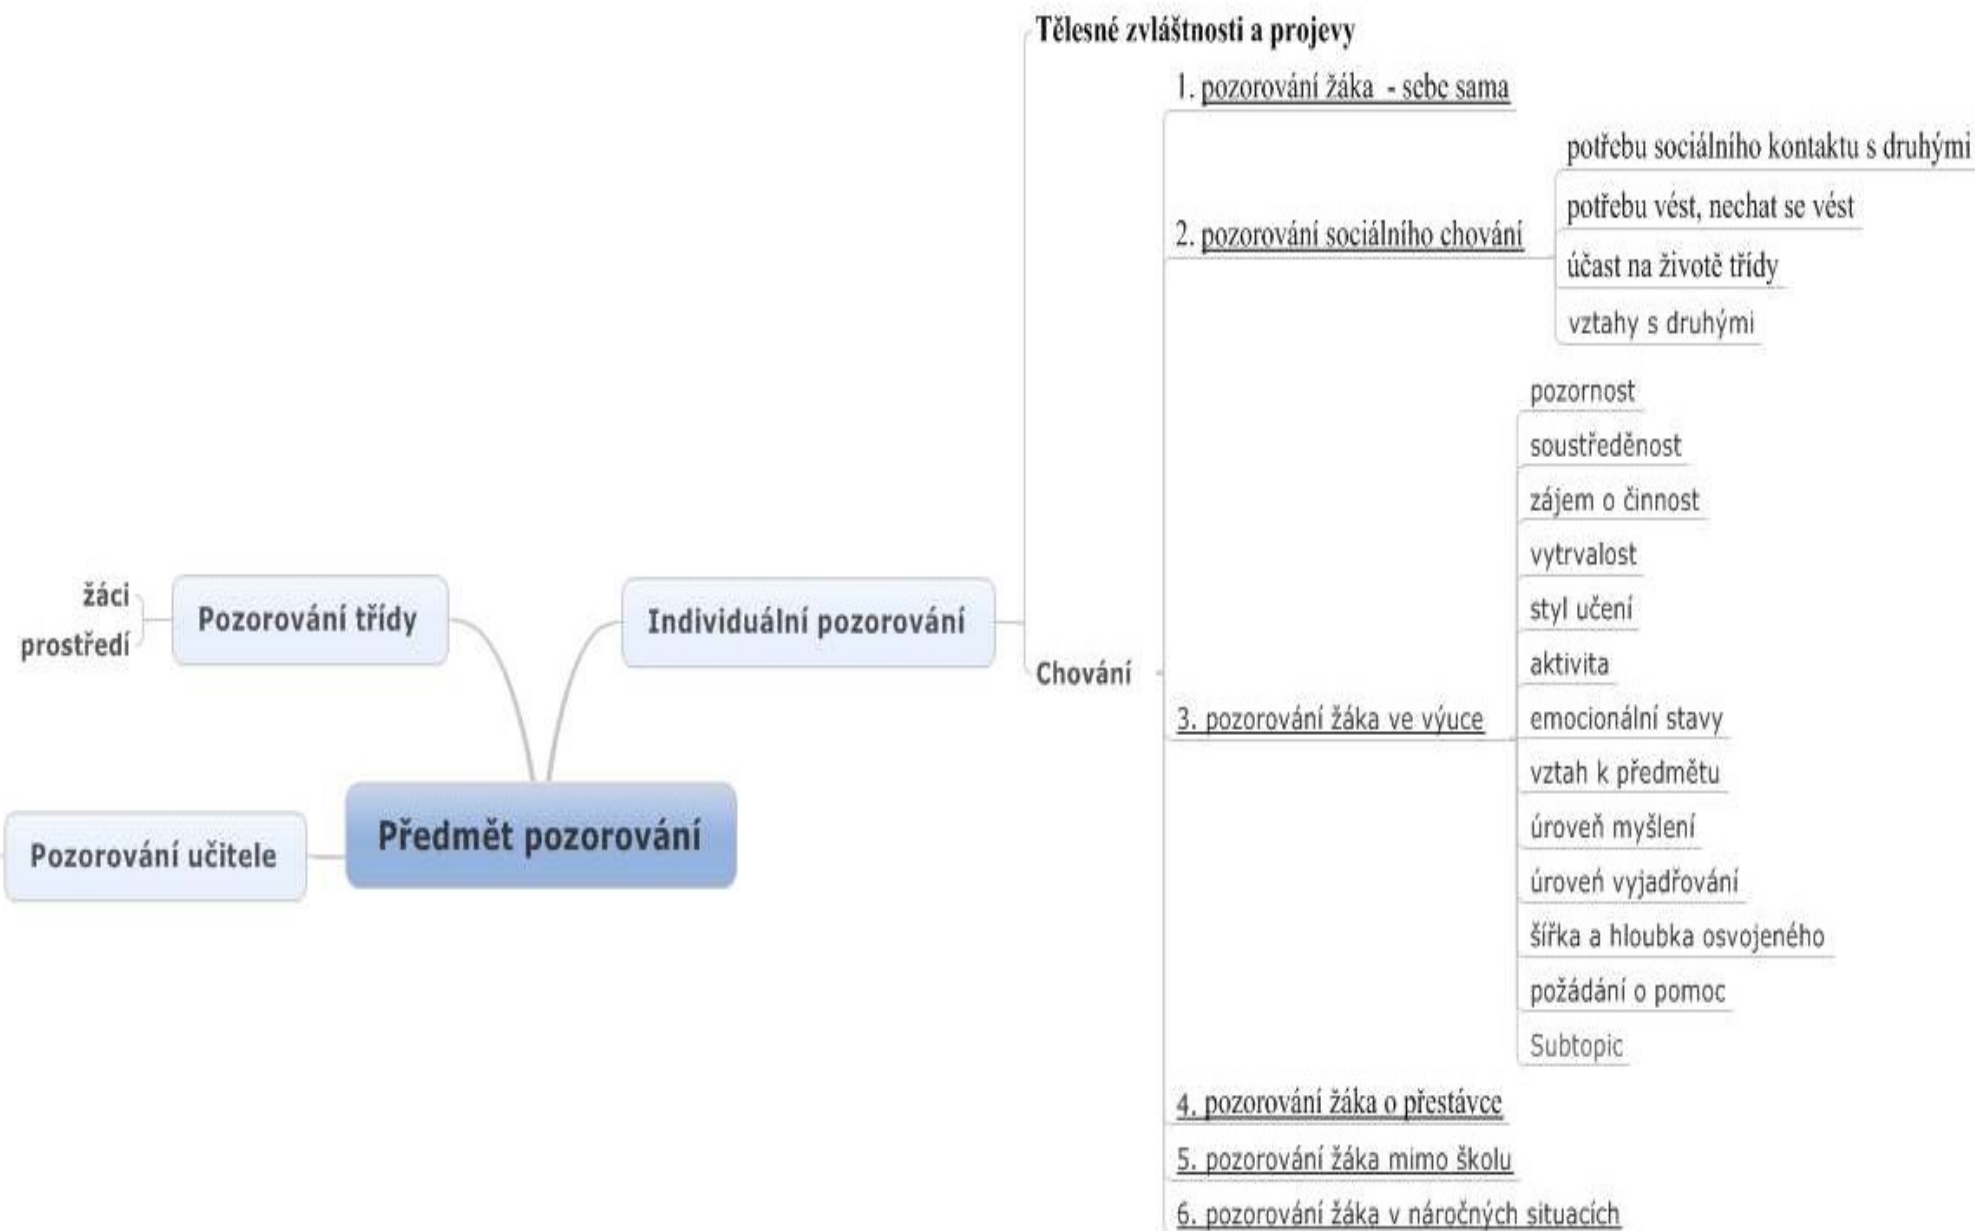 Tělesné zvláštnosti a projevy
1. pozorování žáka - sebe sama
potřebu sociálního kontaktu s druhými
potřebu vést, nechat se vést
2. pozorování sociálního chování
účast na životě třídy
vztahy s druhými
pozornost
soustředěnost
zájem o činnost
vytrvalost
styl učení
aktivita
emocionální stavy
vztah k předmětu
úroveň myšlení
úroveň vyjadřování
šířka a hloubka osvojeného
požádání o pomoc
Subtopic
3. pozorování žáka ve výuce
4. pozorování žáka o přestávce
5. pozorování žáka mimo školu
6. pozorování žáka v náročných situacích
Chování
Individuální pozorování
Pozorování třídy
žáci
prostředí
Předmět pozorování
Pozorování učitele